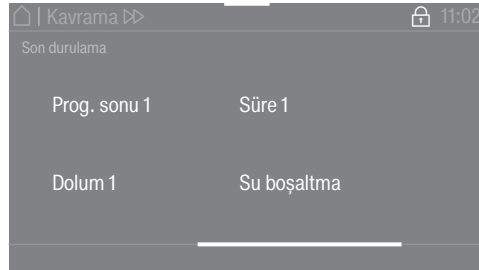 | Kavrama 11:02
Son durulama
Prog. sonu 1 Süre 1
Dolum 1 Su boşaltma